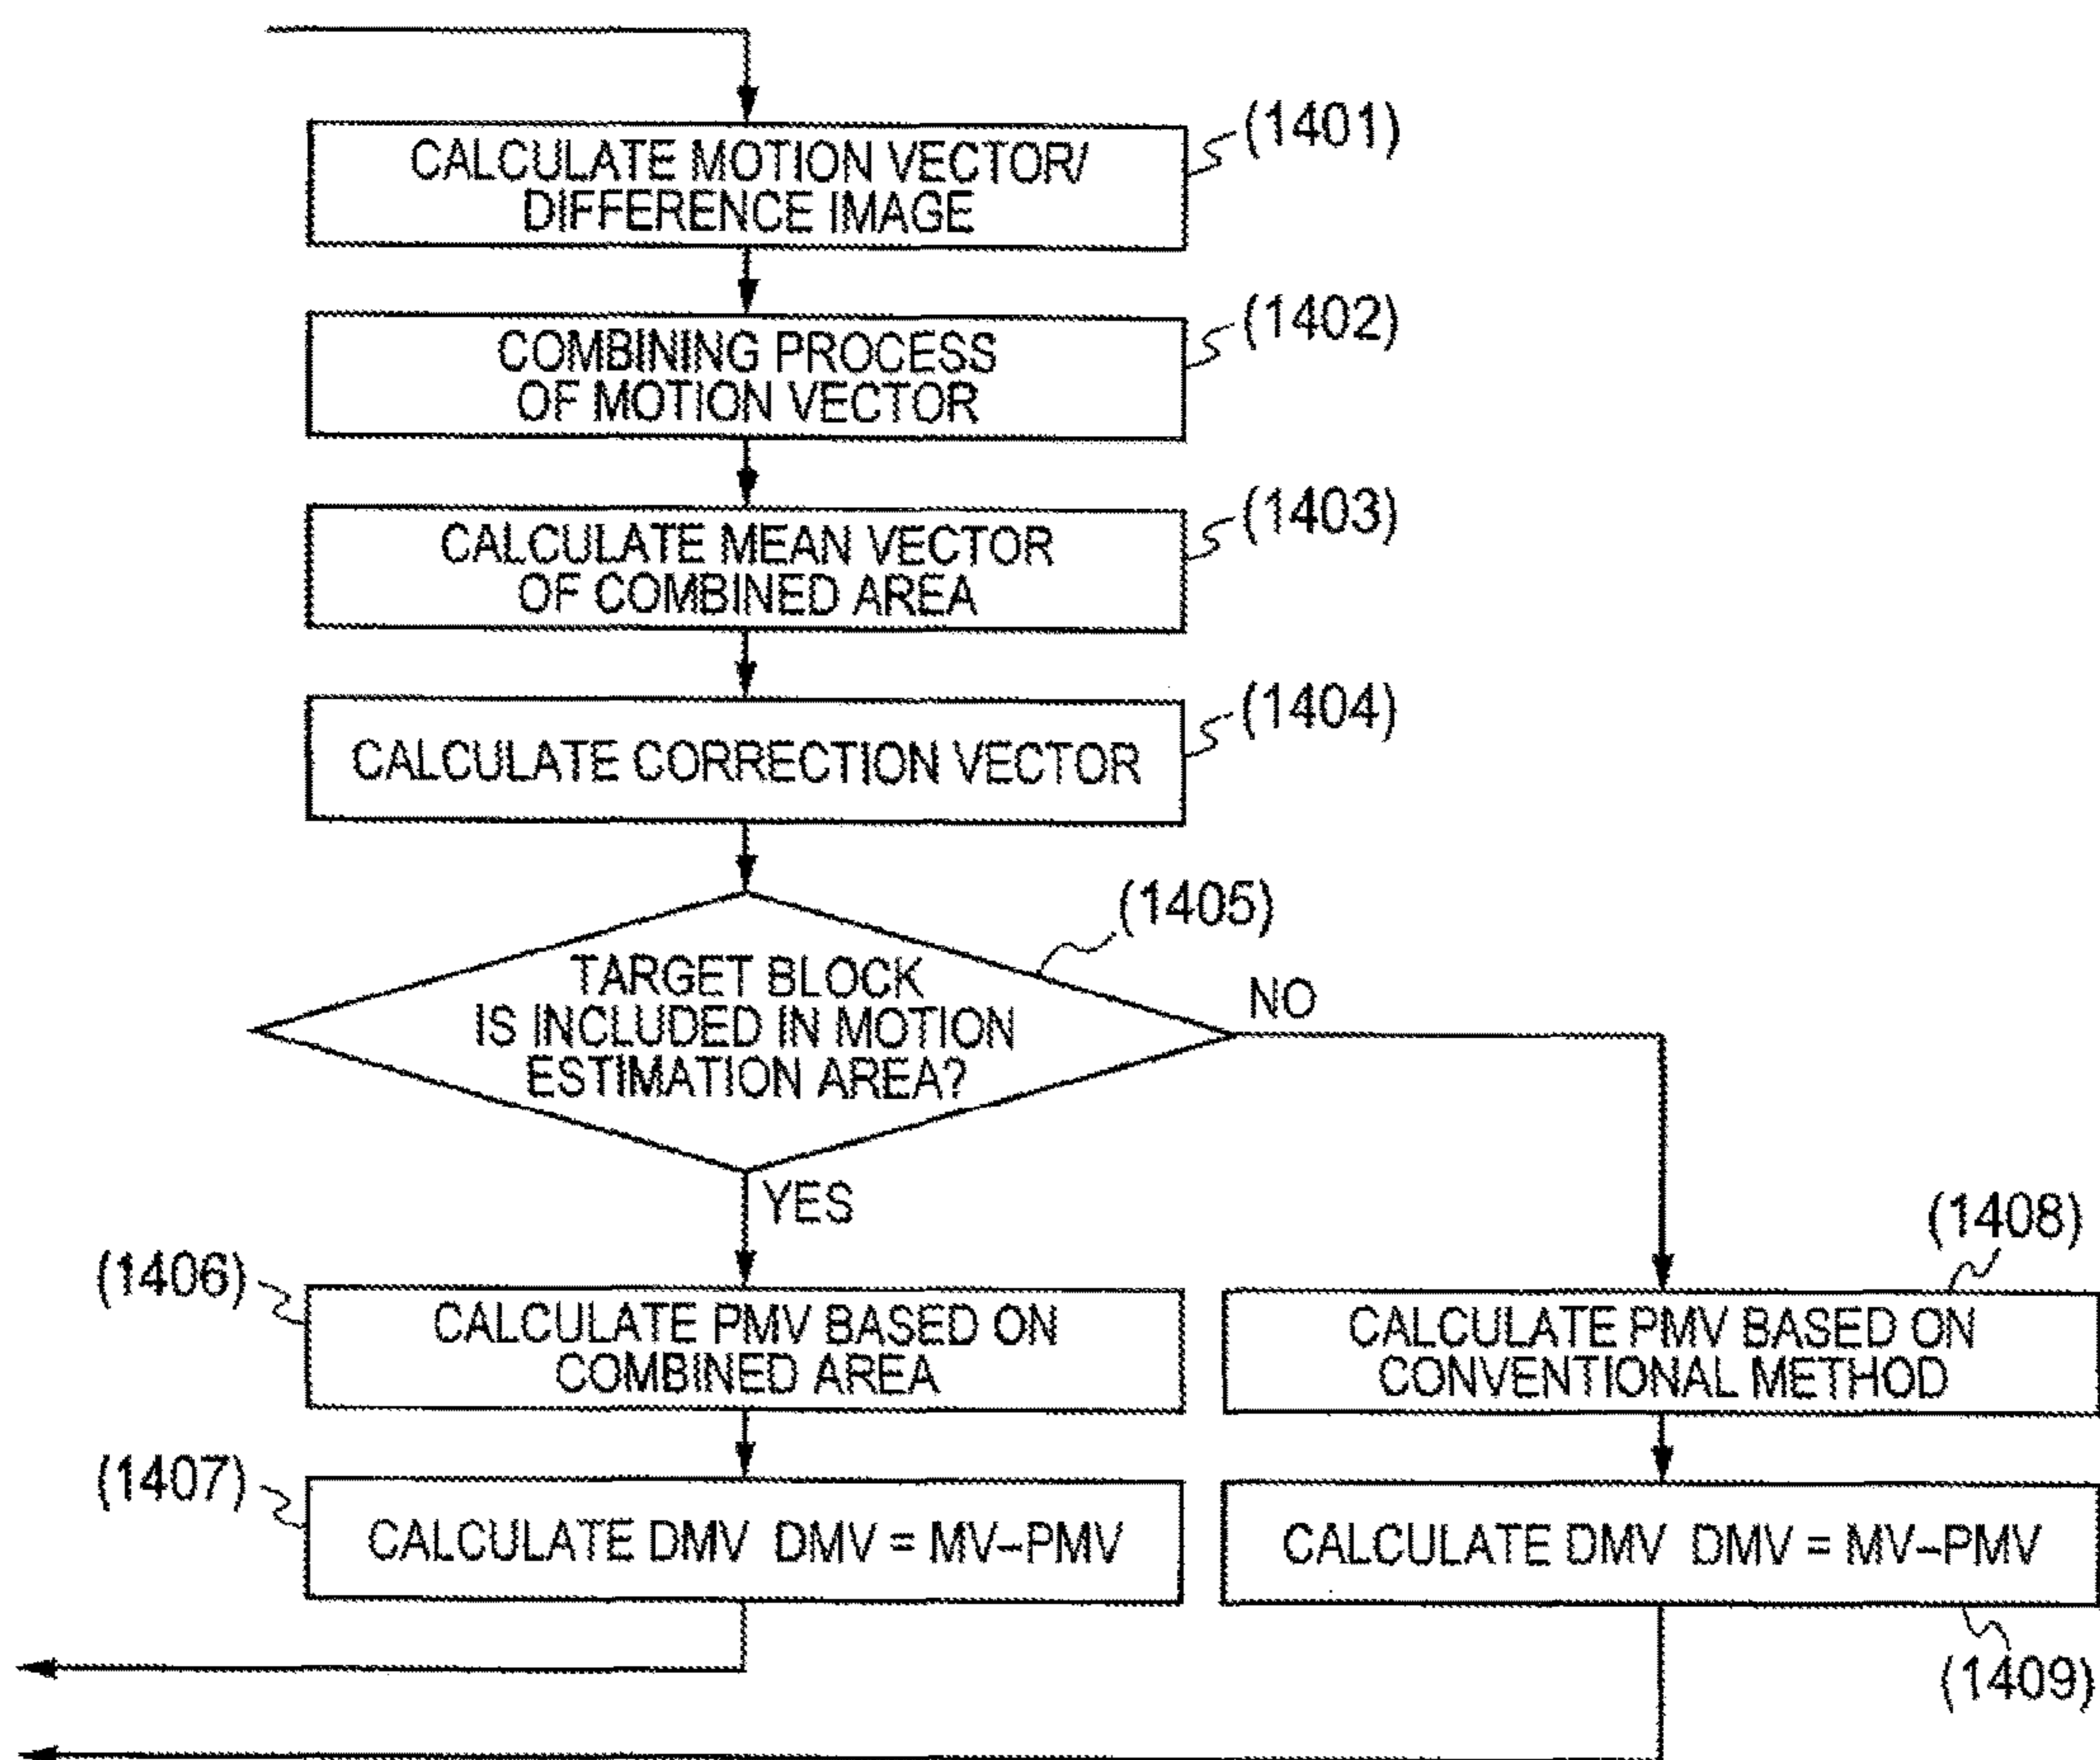 (1401)
CALCULATE MOTION VECTOR/
DIFFERENCE IMAGE
(1402)
COMBINING PROCESS
OF MOTION VECTOR
(1403)
CALCULATE MEAN VECTOR
OF COMBINED AREA
(1404)
CALCULATE CORRECTION VECTOR
(1405)
TARGET BLOCK
IS INCLUDED IN MOTION
ESTIMATION AREA?
NO
YES
(1406)
CALCULATE PMV BASED ON
COMBINED AREA
(1408)
CALCULATE PMV BASED ON
CONVENTIONAL METHOD
(1407)
CALCULATE DMV DMV = MV–PMV
CALCULATE DMV DMV = MV–PMV
(1409)